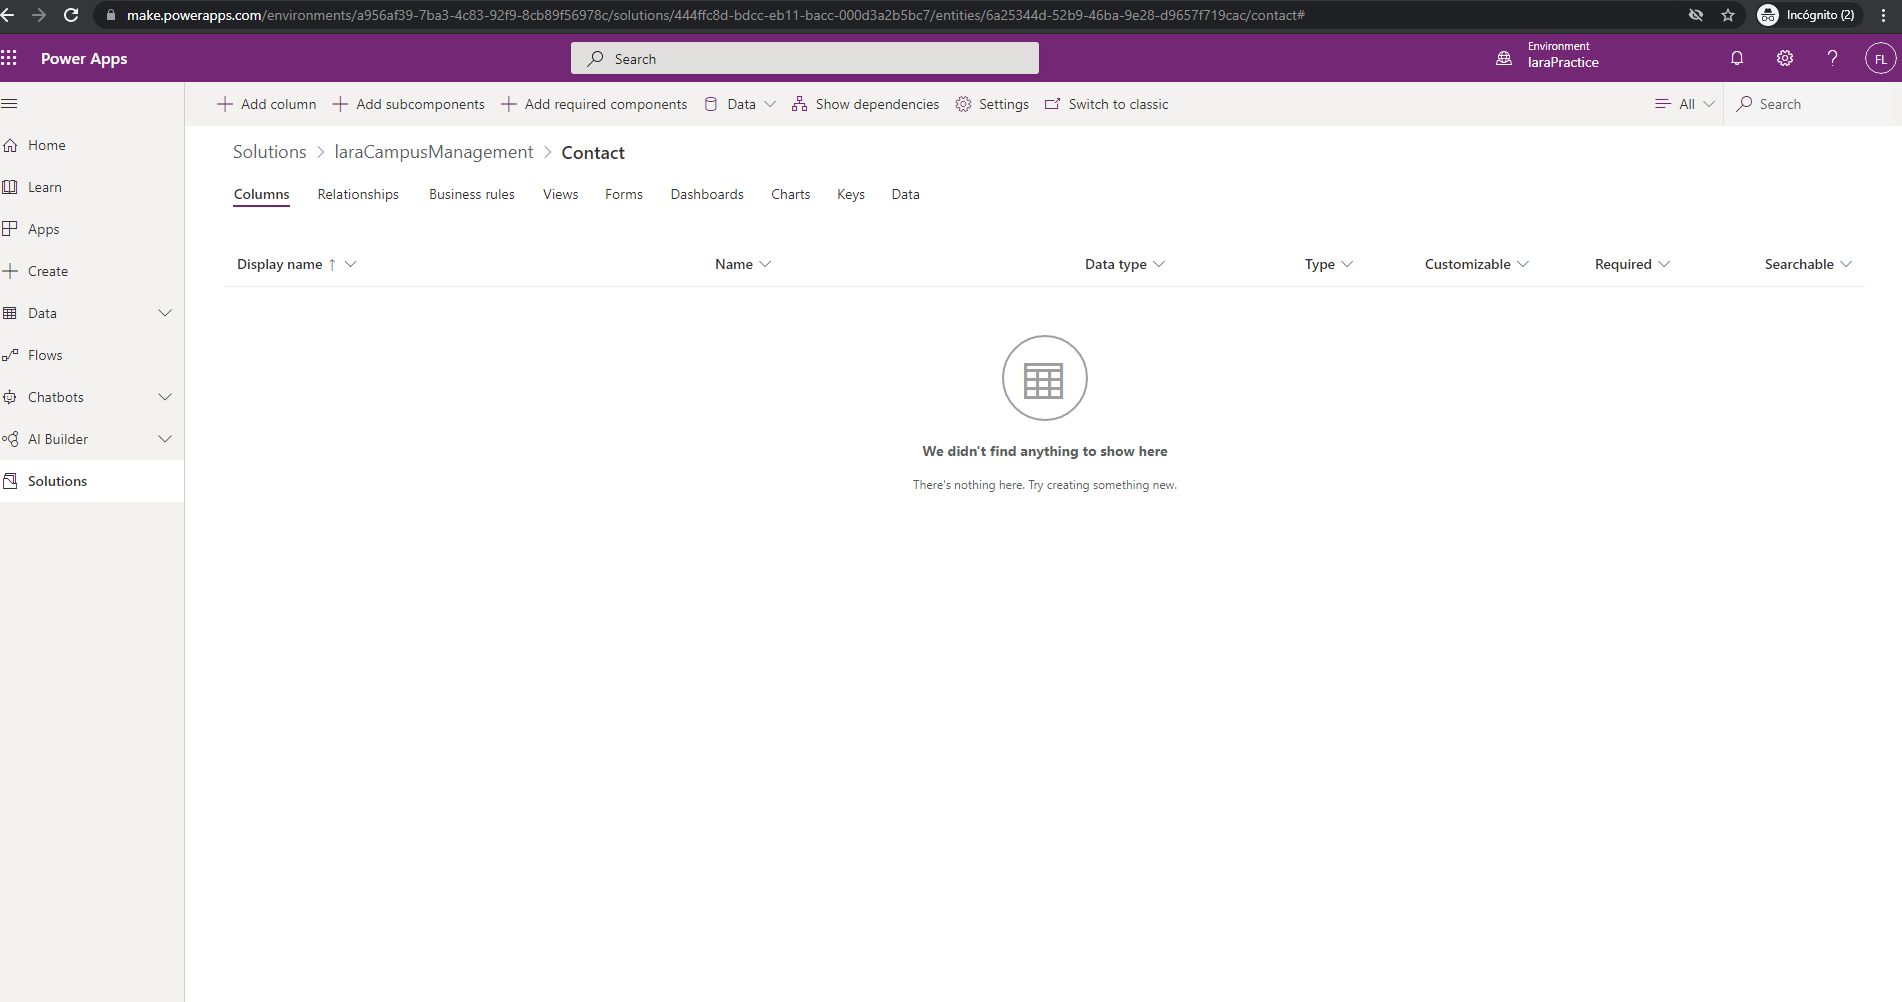 make.powerapps.com/environments/a956af39-7ba3-4c83-92f9-8cb89f56978c/solutions/444ffc8d-bdcc-eb11-bacc-000d3a2b5bc7/entities/6a25344d-52b9-46ba-9e28-d9657f719cac/contact#
Incógnito (2)
Power Apps
Search
Environment
laraPractice
FL
Add column
Add subcomponents
Add required components
Data
Show dependencies
Settings
Switch to classic
All
Search
Home
Learn
Apps
Create
Data
Flows
Chatbots
AI Builder
Solutions
Solutions > laraCampusManagement > Contact
Columns Relationships Business rules Views Forms Dashboards Charts Keys Data
Display name ↑ Name Data type Type Customizable Required Searchable
We didn't find anything to show here
There's nothing here. Try creating something new.